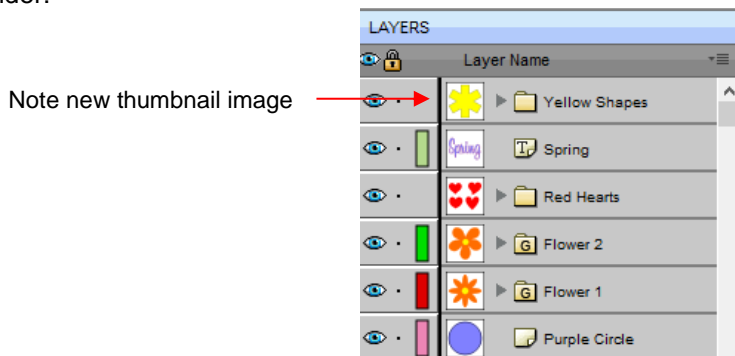 LAYERS
Layer Name
Note new thumbnail image
Yellow Shapes
Spring
T
Spring
Red Hearts
G
Flower 2
G
Flower 1
Purple Circle